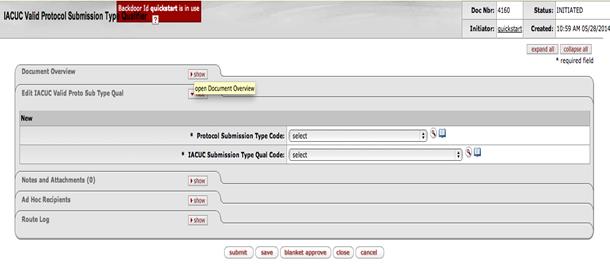 IACUC Valid Protocol Submission Type Qualifier
Backdoor Id quickstart is in use
?
Doc Nbr: 4160 Status: INITIATED
Initiator: quickstart Created: 10:59 AM 05/28/2014
expand all collapse all
* required field
Document Overview show
open Document Overview
Edit IACUC Valid Proto Sub Type Qual
New
* Protocol Submission Type Code: select
* IACUC Submission Type Qual Code: select
Notes and Attachments (0) show
Ad Hoc Recipients show
Route Log show
submit save blanket approve close cancel